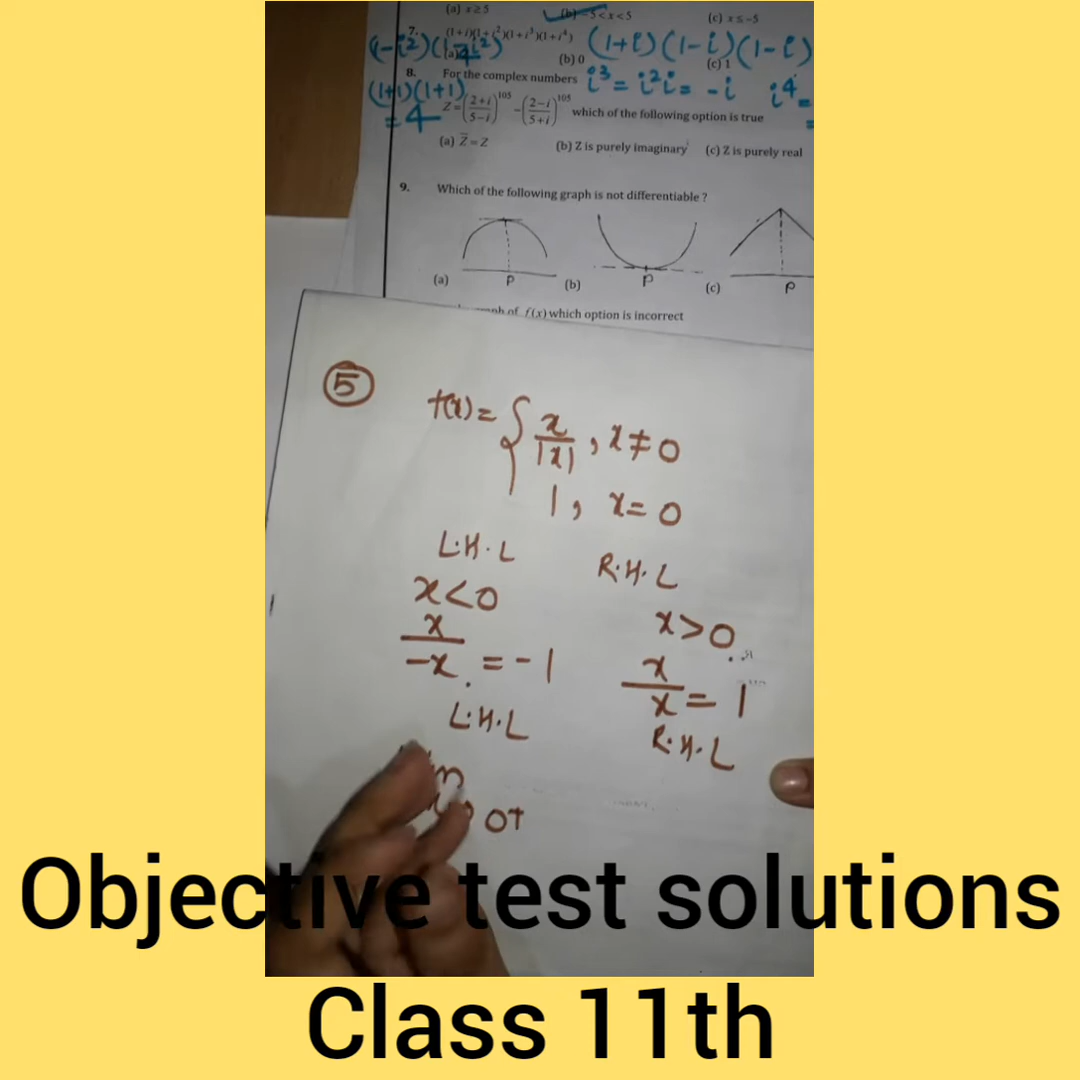 (a) x ≥ 5 (b) −5 < x < 5 (c) x ≤ −5
7. (1+i)(1+i²)(1+i³)(1+i⁴) (1+i)(1-i)(1-i)
(1-i²)(1-i²) (b) 0 (c) 1
8. For the complex numbers i³ = i²i = -i i⁴ =
(1+1)(1+1)
Z = (2+i/5−i)¹⁰⁵ − (2−i/5+i)¹⁰⁵ which of the following option is true
= 4
(a) Z̅ = Z (b) Z is purely imaginary (c) Z is purely real
9. Which of the following graph is not differentiable ?
(a) P (b) P (c) P
graph of f(x) which option is incorrect
5
f(x) = { x/|x| , x ≠ 0
1, x = 0
L.H.L R.H.L
x<0 x>0
x/-x = -1 x/x = 1
L.H.L R.H.L
0+
Objective test solutions
Class 11th